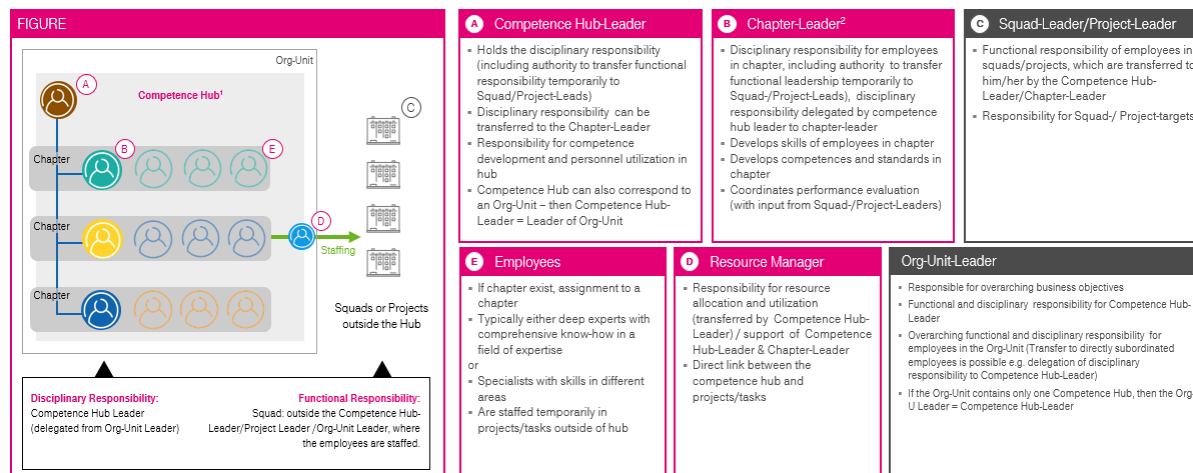 FIGURE
Org-Unit
A
Competence Hub¹
C
Chapter
B
E
Chapter
D
Staffing
Chapter
Squads or Projects
outside the Hub
Disciplinary Responsibility:
Competence Hub Leader
(delegated from Org-Unit Leader)
Functional Responsibility:
Squad: outside the Competence Hub-
Leader/Project Leader /Org-Unit Leader, where
the employees are staffed.
A Competence Hub-Leader
▪ Holds the disciplinary responsibility
(including authority to transfer functional
responsibility temporarily to
Squad/Project-Leads)
▪ Disciplinary responsibility can be
transferred to the Chapter-Leader
▪ Responsibility for competence
development and personnel utilization in
hub
▪ Competence Hub can also correspond to
an Org-Unit – then Competence Hub-
Leader = Leader of Org-Unit
B Chapter-Leader²
▪ Disciplinary responsibility for employees
in chapter, including authority to transfer
functional leadership temporarily to
Squad-/Project-Leads), disciplinary
responsibility delegated by competence
hub leader to chapter-leader
▪ Develops skills of employees in chapter
▪ Develops competences and standards in
chapter
▪ Coordinates performance evaluation
(with input from Squad-/Project-Leaders)
C Squad-Leader/Project-Leader
▪ Functional responsibility of employees in
squads/projects, which are transferred to
him/her by the Competence Hub-
Leader/Chapter-Leader
▪ Responsibility for Squad-/ Project-targets
E Employees
▪ If chapter exist, assignment to a
chapter
▪ Typically either deep experts with
comprehensive know-how in a
field of expertise
or
▪ Specialists with skills in different
areas
▪ Are staffed temporarily in
projects/tasks outside of hub
D Resource Manager
▪ Responsibility for resource
allocation and utilization
(transferred by Competence Hub-
Leader) / support of Competence
Hub-Leader & Chapter-Leader
▪ Direct link between the
competence hub and
projects/tasks
Org-Unit-Leader
▪ Responsible for overarching business objectives
▪ Functional and disciplinary responsibility for Competence Hub-
Leader
▪ Overarching functional and disciplinary responsibility for
employees in the Org-Unit (Transfer to directly subordinated
employees is possible e.g. delegation of disciplinary
responsibility to Competence Hub-Leader)
▪ If the Org-Unit contains only one Competence Hub, then the Org-
U Leader = Competence Hub-Leader